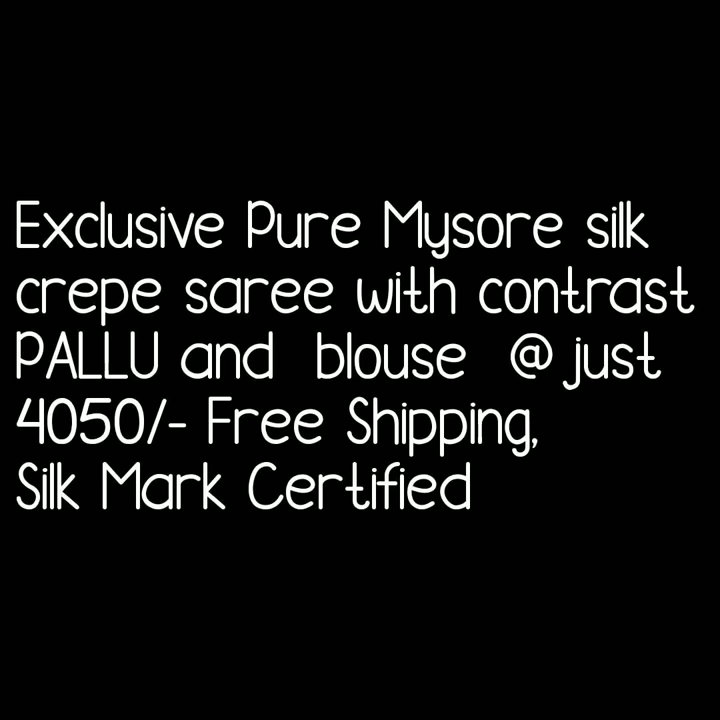 Exclusive Pure Mysore silk
crepe saree with contrast
PALLU and blouse @ just
4050/- Free Shipping,
Silk Mark Certified